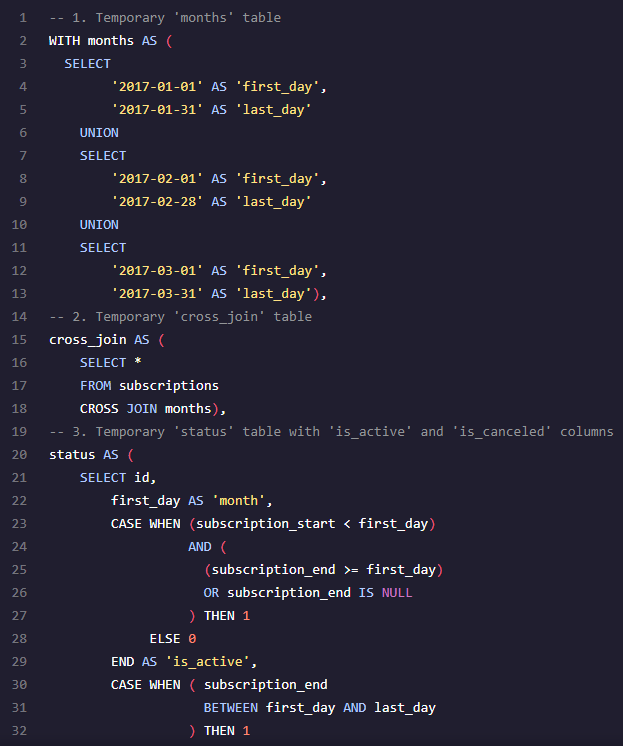 1 -- 1. Temporary 'months' table
2 WITH months AS (
3 SELECT
4 '2017-01-01' AS 'first_day',
5 '2017-01-31' AS 'last_day'
6 UNION
7 SELECT
8 '2017-02-01' AS 'first_day',
9 '2017-02-28' AS 'last_day'
10 UNION
11 SELECT
12 '2017-03-01' AS 'first_day',
13 '2017-03-31' AS 'last_day'),
14 -- 2. Temporary 'cross_join' table
15 cross_join AS (
16 SELECT *
17 FROM subscriptions
18 CROSS JOIN months),
19 -- 3. Temporary 'status' table with 'is_active' and 'is_canceled' columns
20 status AS (
21 SELECT id,
22 first_day AS 'month',
23 CASE WHEN (subscription_start < first_day)
24 AND (
25 (subscription_end >= first_day)
26 OR subscription_end IS NULL
27 ) THEN 1
28 ELSE 0
29 END AS 'is_active',
30 CASE WHEN ( subscription_end
31 BETWEEN first_day AND last_day
32 ) THEN 1